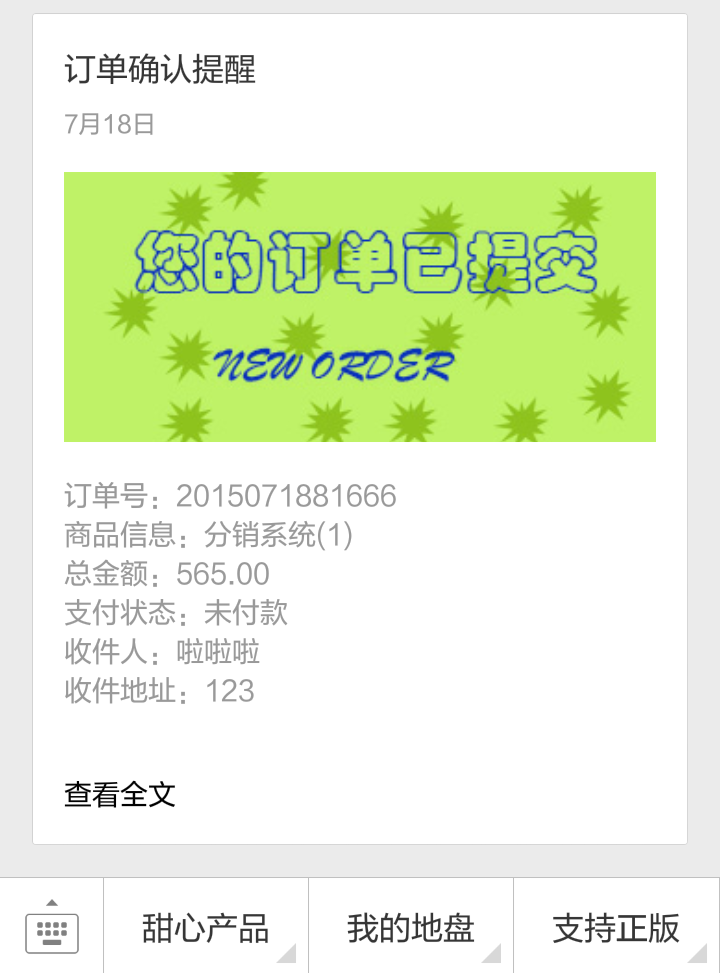 订单确认提醒
7月18日
您的订单已提交
NEW ORDER
订单号：2015071881666
商品信息：分销系统(1)
总金额：565.00
支付状态：未付款
收件人：啦啦啦
收件地址：123
查看全文
甜心产品
我的地盘
支持正版